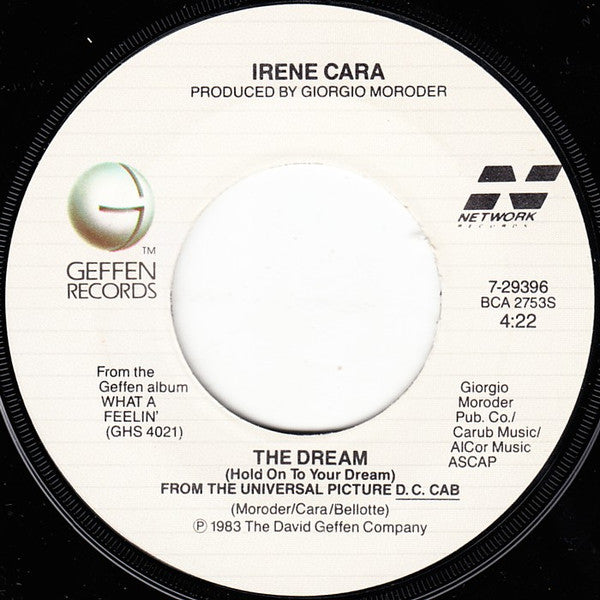 IRENE CARA
PRODUCED BY GIORGIO MORODER
G
TM
GEFFEN
RECORDS
N
NETWORK
RECORDS
7-29396
BCA 2753S
4:22
From the
Geffen album
WHAT A
FEELIN'
(GHS 4021)
Giorgio
Moroder
Pub. Co./
Carub Music/
AlCor Music
ASCAP
THE DREAM
(Hold On To Your Dream)
FROM THE UNIVERSAL PICTURE D.C. CAB
(Moroder/Cara/Bellotte)
Ⓟ 1983 The David Geffen Company